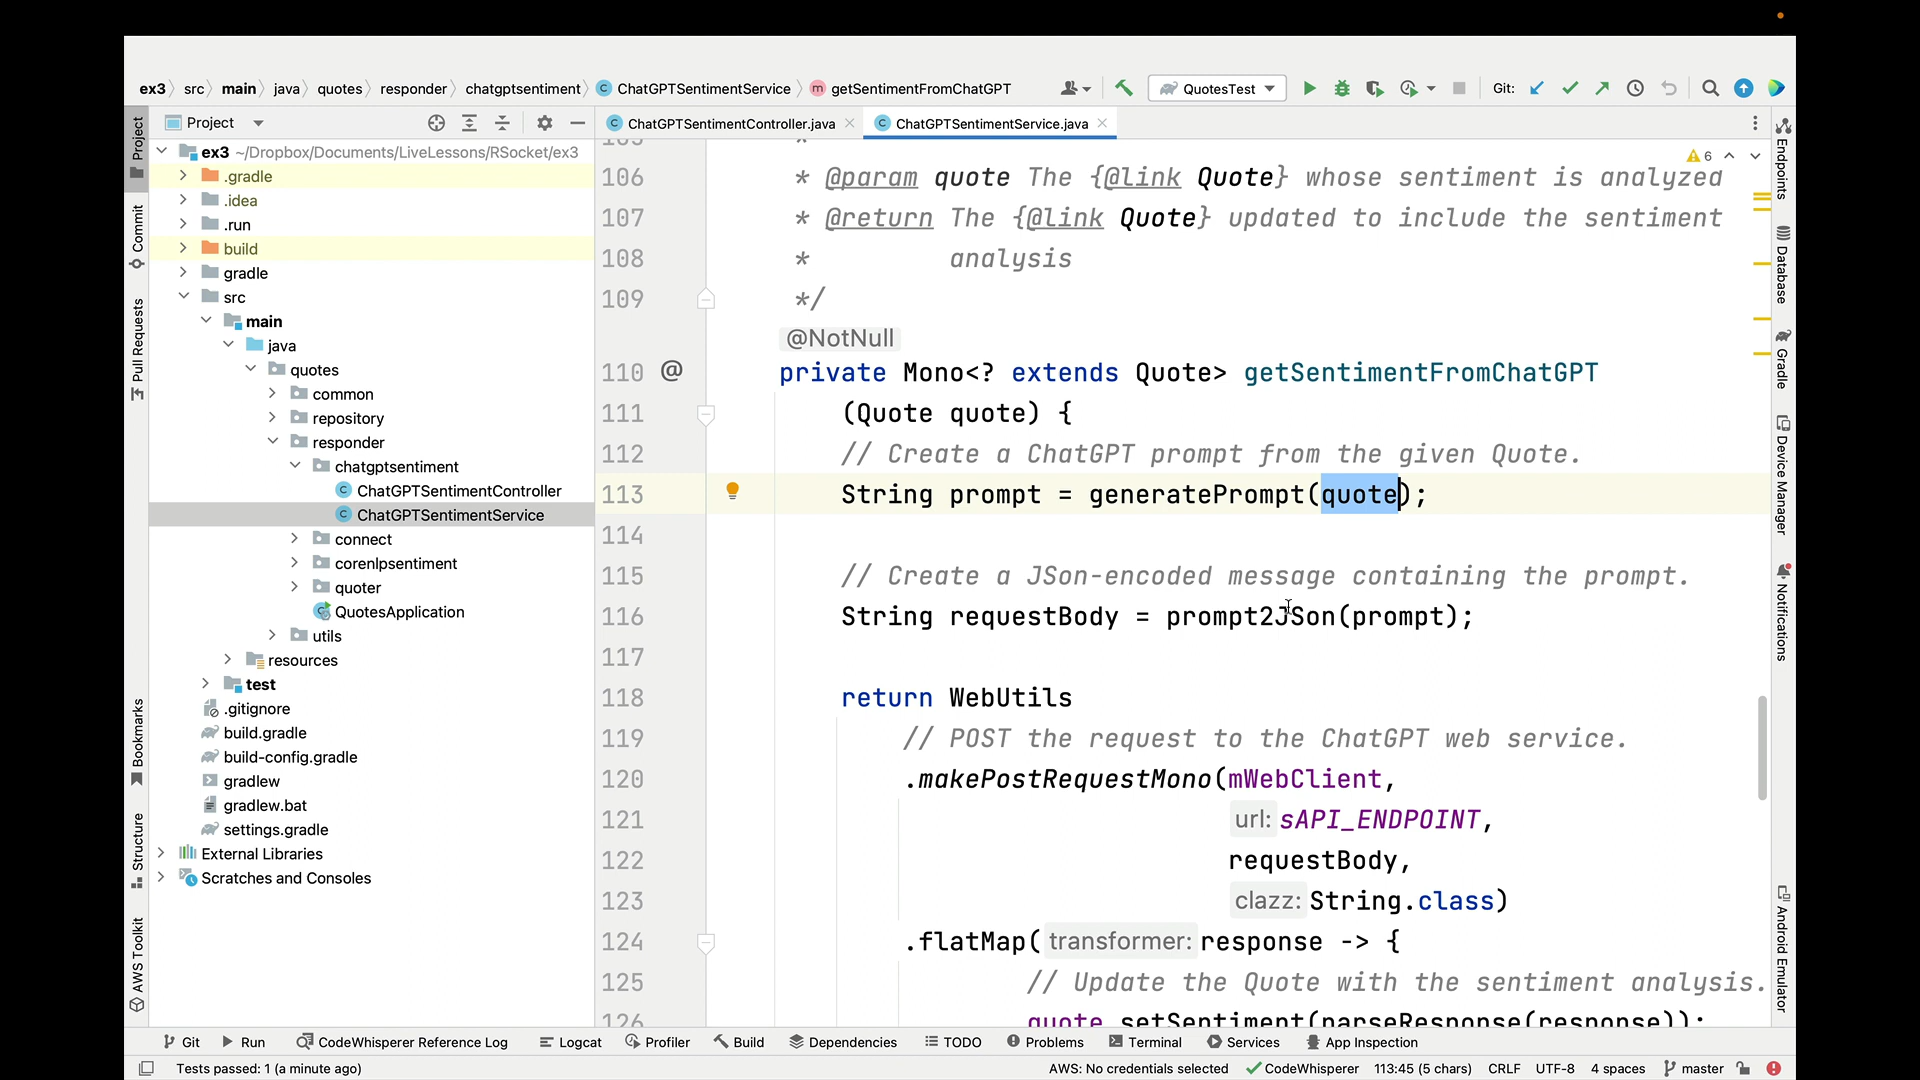 ex3 src main java quotes responder chatgptsentiment ChatGPTSentimentService getSentimentFromChatGPT QuotesTest Git:
Project
ChatGPTSentimentController.java
ChatGPTSentimentService.java
ex3 ~/Dropbox/Documents/LiveLessons/RSocket/ex3
.gradle
.idea
.run
build
gradle
src
main
java
quotes
common
repository
responder
chatgptsentiment
ChatGPTSentimentController
ChatGPTSentimentService
connect
corenlpsentiment
quoter
QuotesApplication
utils
resources
test
.gitignore
build.gradle
build-config.gradle
gradlew
gradlew.bat
settings.gradle
External Libraries
Scratches and Consoles
6
105 *
106 * @param quote The {@link Quote} whose sentiment is analyzed
107 * @return The {@link Quote} updated to include the sentiment
108 * analysis
109 */
@NotNull
110 @ private Mono<? extends Quote> getSentimentFromChatGPT
111 (Quote quote) {
112 // Create a ChatGPT prompt from the given Quote.
113 String prompt = generatePrompt(quote);
114
115 // Create a JSon-encoded message containing the prompt.
116 String requestBody = prompt2JSon(prompt);
117
118 return WebUtils
119 // POST the request to the ChatGPT web service.
120 .makePostRequestMono(mWebClient,
121 url: sAPI_ENDPOINT,
122 requestBody,
123 clazz: String.class)
124 .flatMap( transformer: response -> {
125 // Update the Quote with the sentiment analysis.
126 quote.setSentiment(parseResponse(response));
Project
Commit
Pull Requests
Bookmarks
Structure
AWS Toolkit
Endpoints
Database
Gradle
Device Manager
Notifications
Android Emulator
Git Run CodeWhisperer Reference Log Logcat Profiler Build Dependencies TODO Problems Terminal Services App Inspection
Tests passed: 1 (a minute ago) AWS: No credentials selected CodeWhisperer 113:45 (5 chars) CRLF UTF-8 4 spaces master